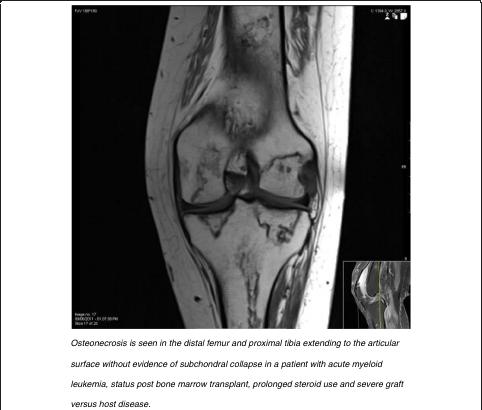 Osteonecrosis is seen in the distal femur and proximal tibia extending to the articular
surface without evidence of subchondral collapse in a patient with acute myeloid
leukemia, status post bone marrow transplant, prolonged steroid use and severe graft
versus host disease.